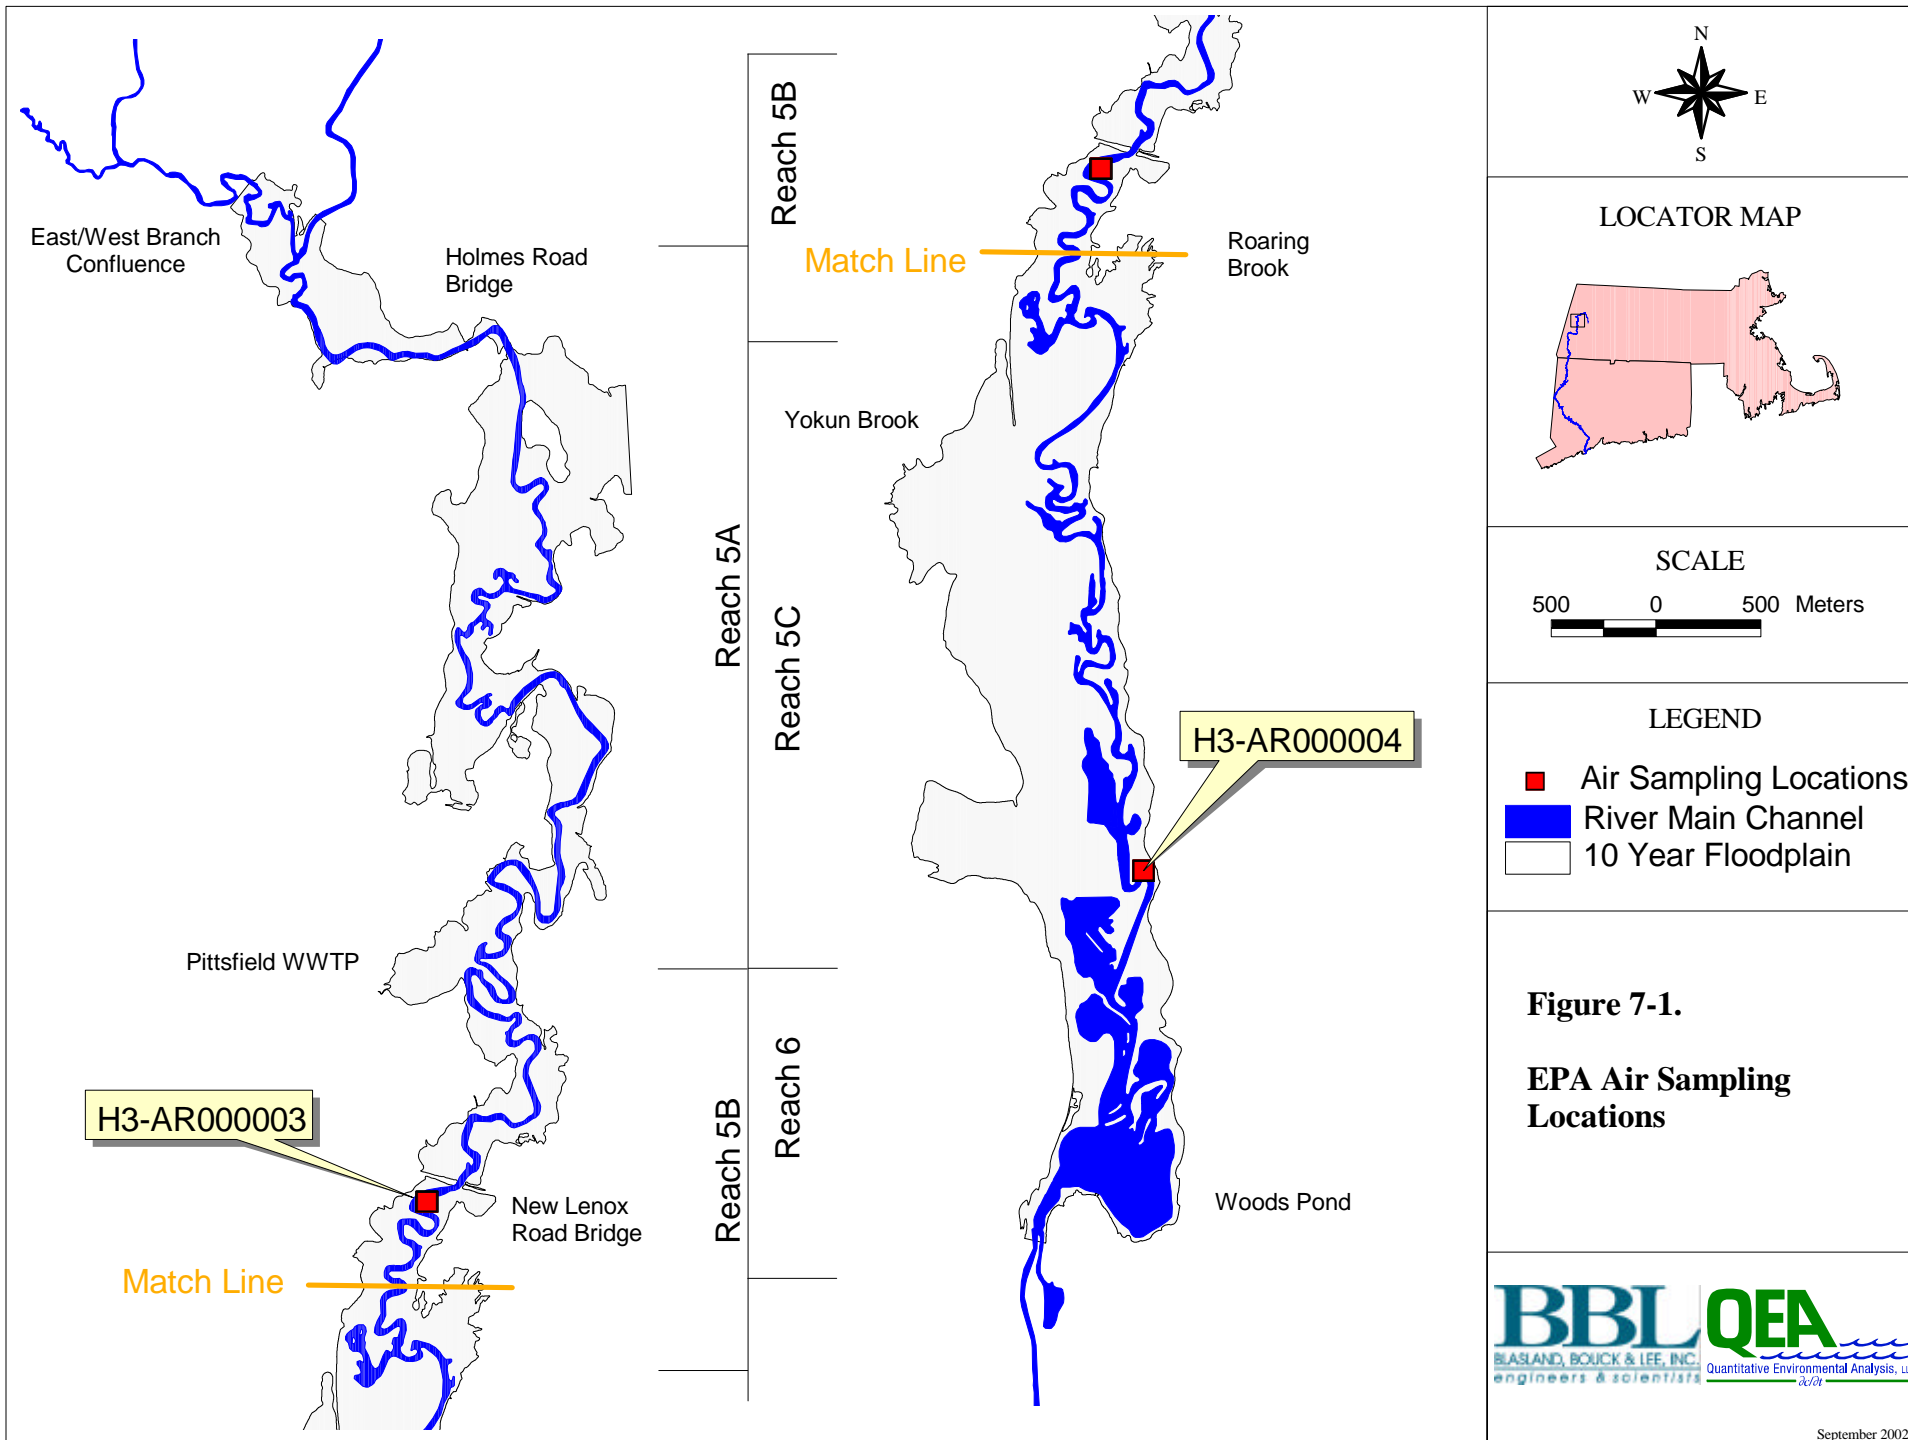 East/West Branch
Confluence
Holmes Road
Bridge
Pittsfield WWTP
H3-AR000003
New Lenox
Road Bridge
Match Line
Reach 5A
Reach 5B
Reach 5B
Reach 5C
Reach 6
Match Line
Roaring
Brook
Yokun Brook
H3-AR000004
Woods Pond
N
W
E
S
LOCATOR MAP
SCALE
500 0 500 Meters
LEGEND
Air Sampling Locations
River Main Channel
10 Year Floodplain
Figure 7-1.
EPA Air Sampling
Locations
BBL
BLASLAND, BOUCK & LEE, INC.
engineers & scientists
QEA
Quantitative Environmental Analysis, LLC
∂c/∂t
September 2002